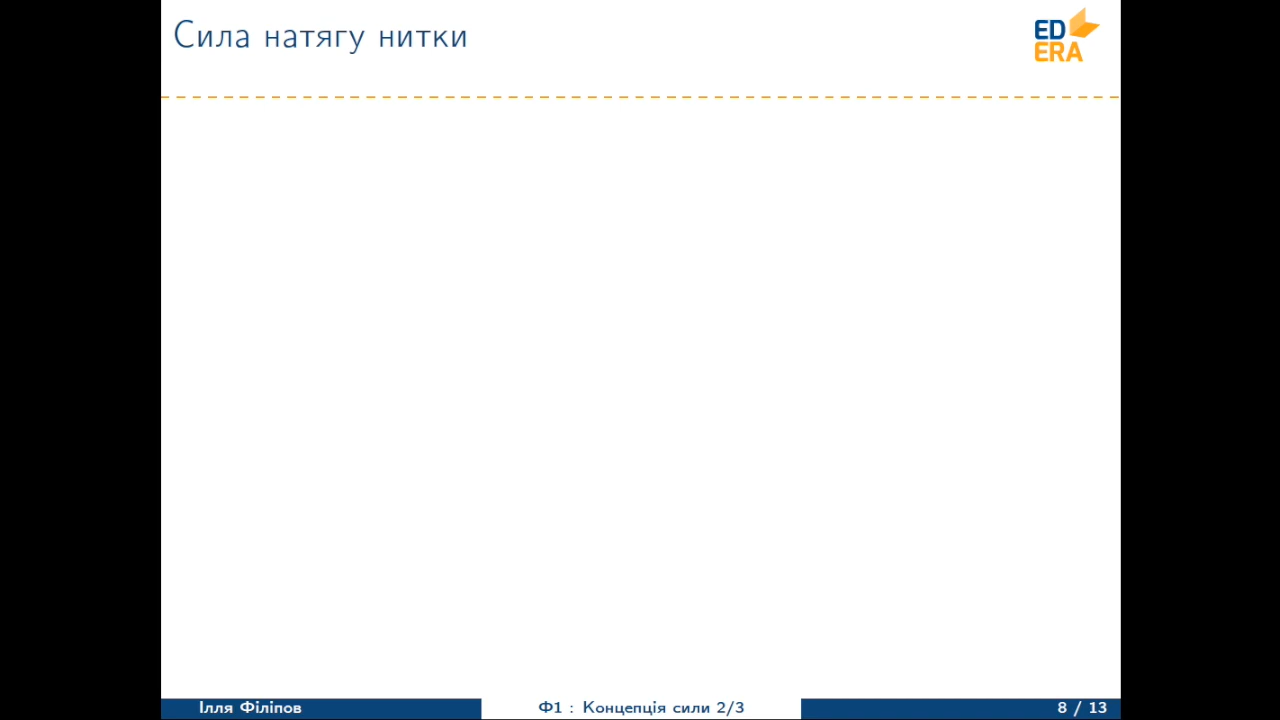 Сила натягу нитки
ED
ERA
Ілля Філіпов
Ф1 : Концепція сили 2/3
8 / 13